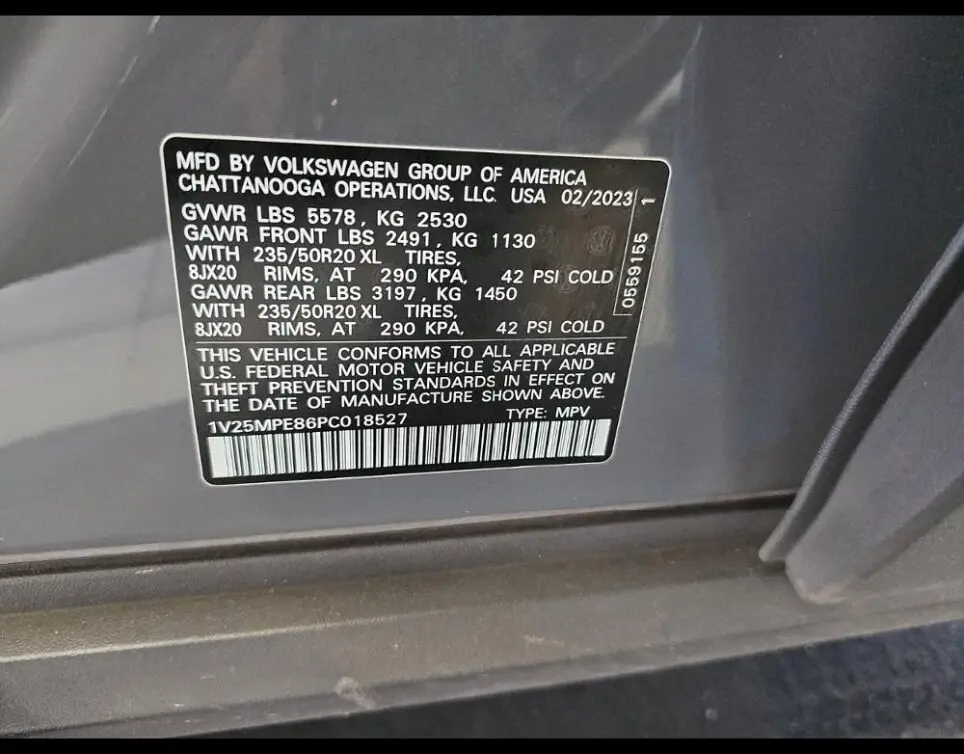 MFD BY VOLKSWAGEN GROUP OF AMERICA
CHATTANOOGA OPERATIONS, LLC. USA 02/2023
GVWR LBS 5578, KG 2530
GAWR FRONT LBS 2491, KG 1130
WITH 235/50R20 XL TIRES,
8JX20 RIMS, AT 290 KPA, 42 PSI COLD
GAWR REAR LBS 3197, KG 1450
WITH 235/50R20 XL TIRES,
8JX20 RIMS, AT 290 KPA, 42 PSI COLD
0559155 1
THIS VEHICLE CONFORMS TO ALL APPLICABLE
U.S. FEDERAL MOTOR VEHICLE SAFETY AND
THEFT PREVENTION STANDARDS IN EFFECT ON
THE DATE OF MANUFACTURE SHOWN ABOVE.
1V25MPE86PC018527 TYPE: MPV